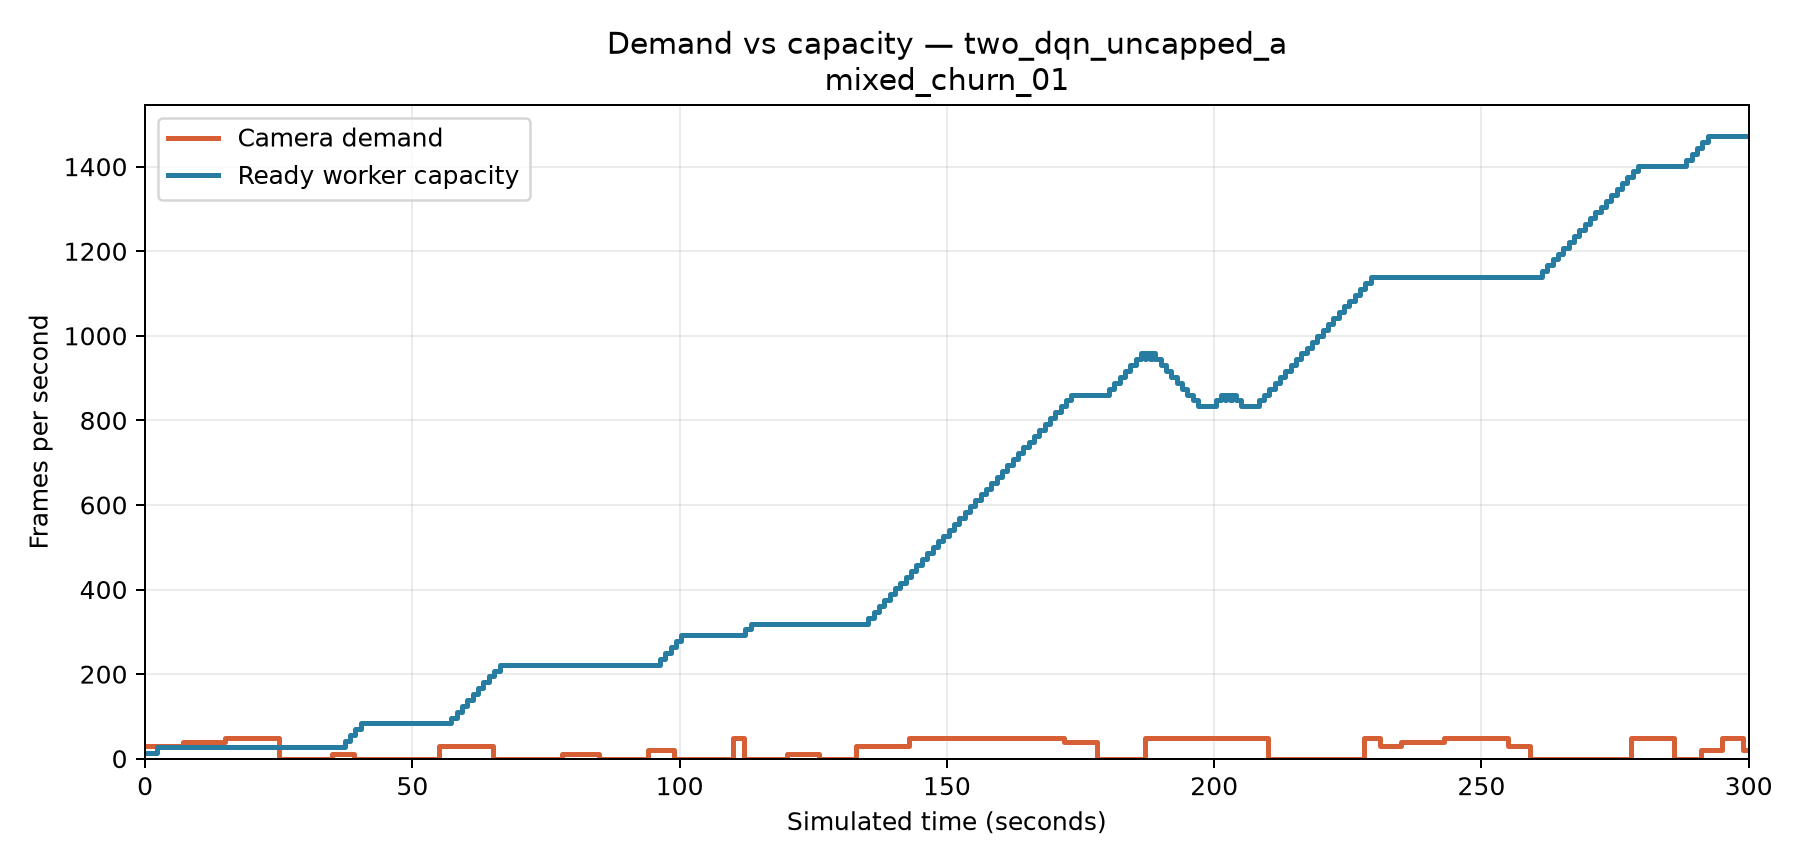 Demand vs capacity — two_dqn_uncapped_a
mixed_churn_01
Camera demand
Ready worker capacity
Frames per second
1400
1200
1000
800
600
400
200
0
0 50 100 150 200 250 300
Simulated time (seconds)